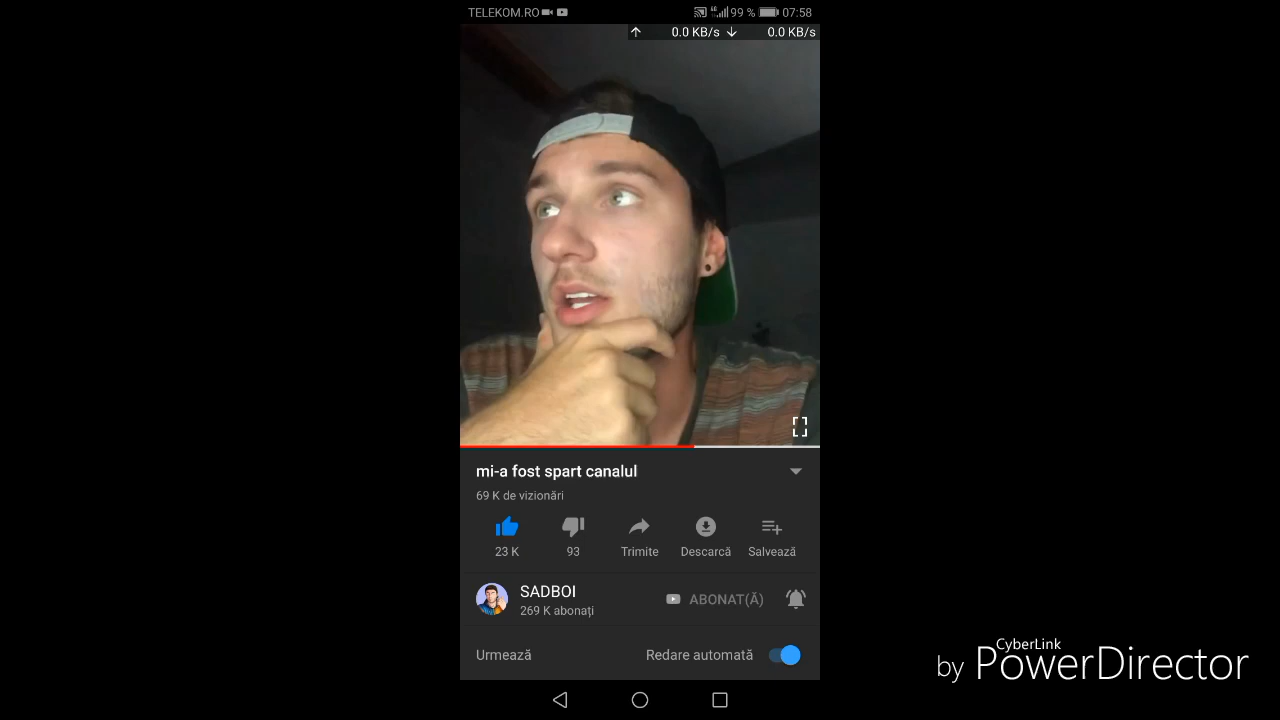 TELEKOM.RO 99 % 07:58
0.0 KB/s 0.0 KB/s
mi-a fost spart canalul
69 K de vizionări
23 K 93 Trimite Descarcă Salvează
SADBOI
269 K abonați
ABONAT(Ă)
Urmează Redare automată
CyberLink
by PowerDirector